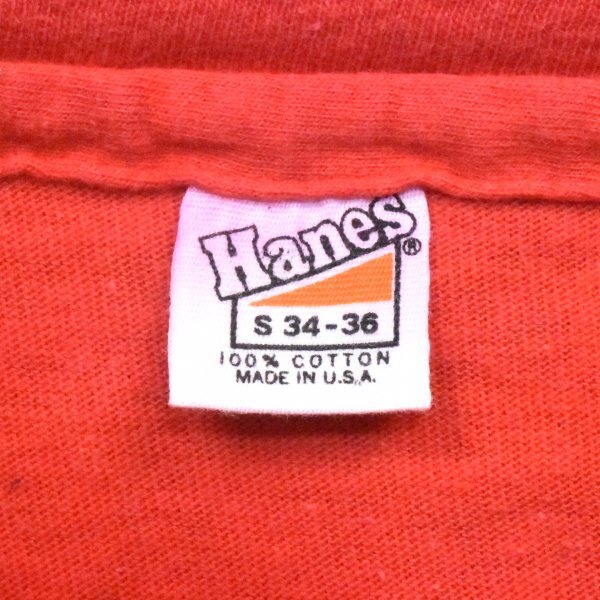 Hanes®
S 34-36
100% COTTON
MADE IN U.S.A.